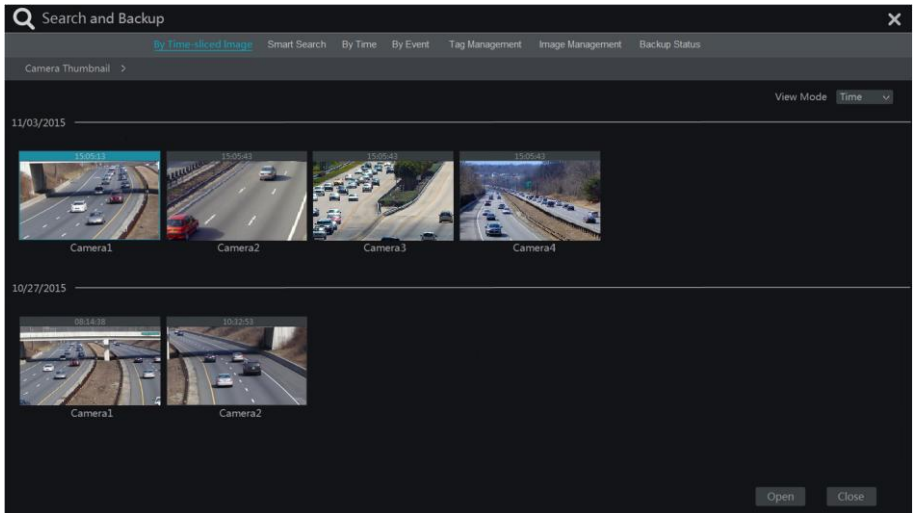 Search and Backup
By Time-sliced Image Smart Search By Time By Event Tag Management Image Management Backup Status
Camera Thumbnail >
View Mode Time
11/03/2015
15:05:13 15:05:43 15:05:43 15:05:43
Camera1 Camera2 Camera3 Camera4
10/27/2015
08:14:38 10:32:53
Camera1 Camera2
Open Close